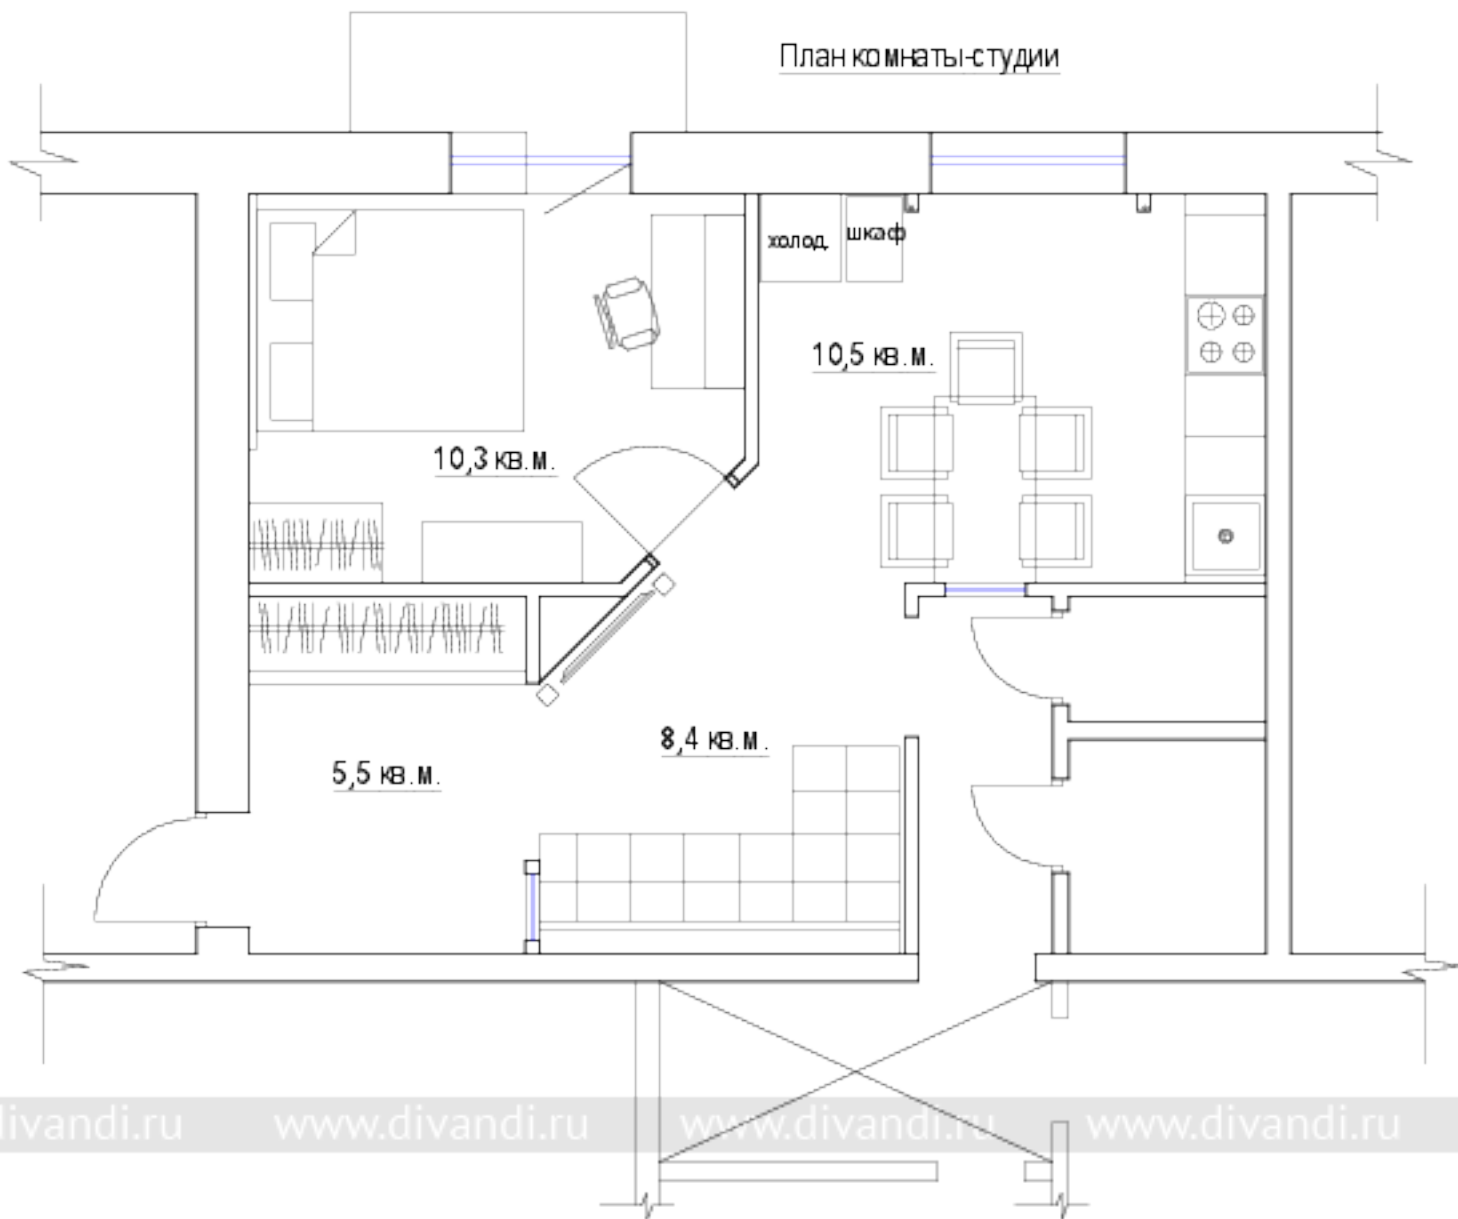 План комнаты-студии
холод.
шкаф
10,5 кв.м.
10,3 кв.м.
8,4 кв.м.
5,5 кв.м.
divandi.ru www.divandi.ru www.divandi.ru www.divandi.ru